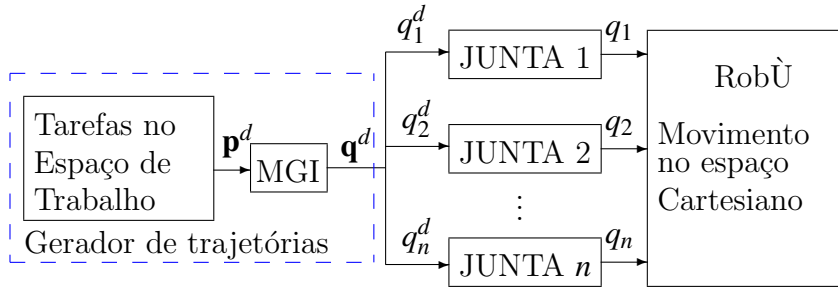 Tarefas no
Espaço de
Trabalho
p^d
MGI
q^d
Gerador de trajetórias
q_1^d
JUNTA 1
q_1
q_2^d
JUNTA 2
q_2
⋮
q_n^d
JUNTA n
q_n
RobÙ
Movimento
no espaço
Cartesiano